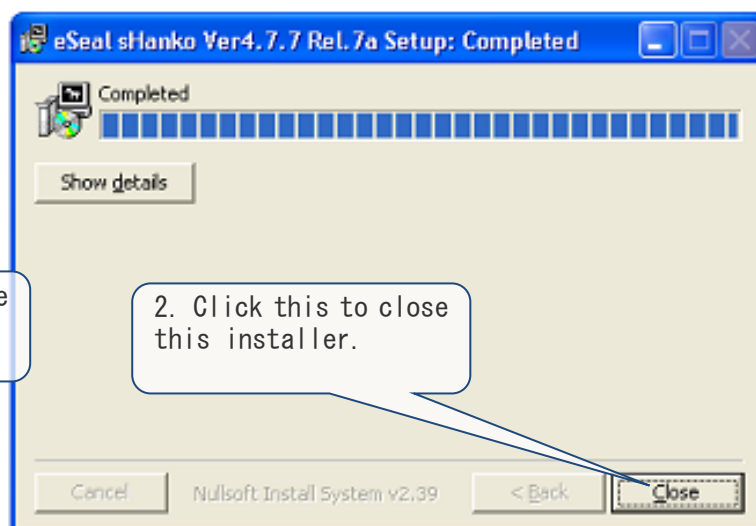 eSeal sHanko Ver4.7.7 Rel.7a Setup: Completed
Completed
Show details
e
2. Click this to close
this installer.
Cancel
Nullsoft Install System v2.39
< Back
Close